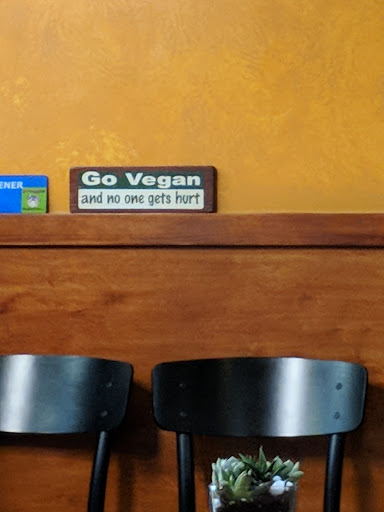 ENER
Go Vegan
and no one gets hurt